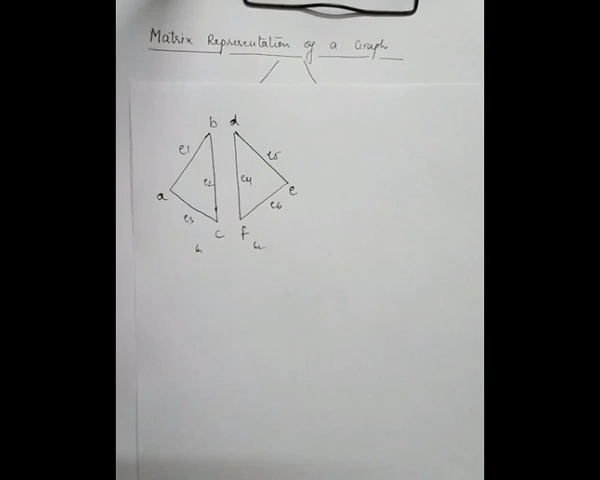 Matrix Representation of a Graph
b d
e1 e5
e2 e4
a e
e3 e6
c f